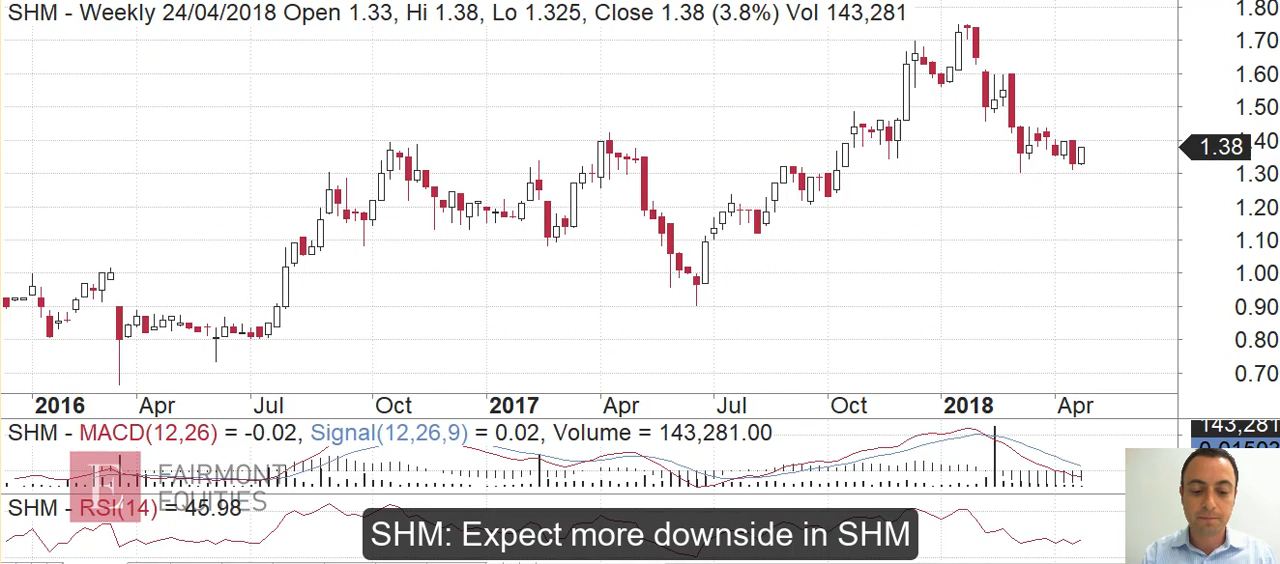 SHM - Weekly 24/04/2018 Open 1.33, Hi 1.38, Lo 1.325, Close 1.38 (3.8%) Vol 143,281
1.80
1.70
1.60
1.50
1.40
1.38
1.30
1.20
1.10
1.00
0.90
0.80
0.70
2016 Apr Jul Oct 2017 Apr Jul Oct 2018 Apr
SHM - MACD(12,26) = -0.02, Signal(12,26,9) = 0.02, Volume = 143,281.00
143,281
FAIRMONT
EQUITIES
SHM - RSI(14) = 45.98
SHM: Expect more downside in SHM